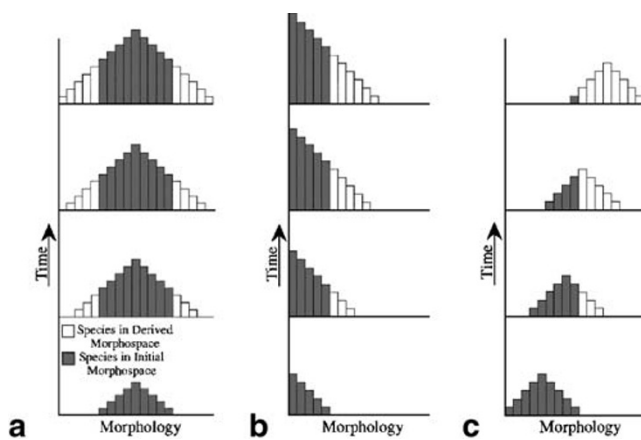 Time
Species in Derived
Morphospace
Species in Initial
Morphospace
a
Morphology
Time
b
Morphology
Time
c
Morphology